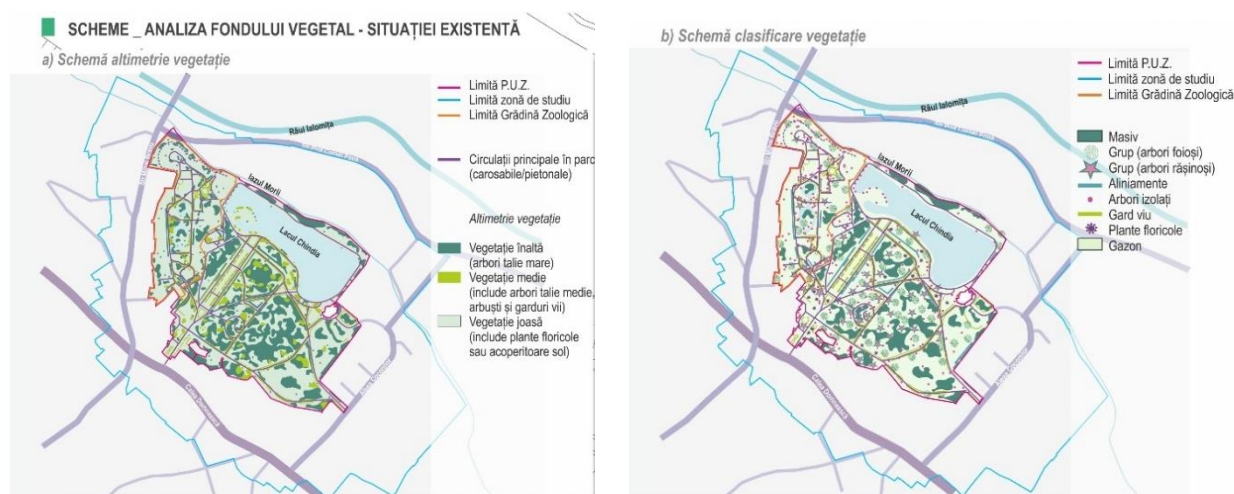 SCHEME _ ANALIZA FONDULUI VEGETAL - SITUAȚIEI EXISTENTĂ
a) Schemă altimetrie vegetație
Limită P.U.Z.
Limită zonă de studiu
Limită Grădină Zoologică
Circulații principale în parc
(carosabile/pietonale)
Altimetrie vegetație
Vegetație înaltă
(arbori talie mare)
Vegetație medie
(include arbori talie medie,
arbuști și garduri vii)
Vegetație joasă
(include plante floricole
sau acoperitoare sol)
Râul Ialomița
Iazul Morii
Lacul Chindia
Calea Domnească
b) Schemă clasificare vegetație
Limită P.U.Z.
Limită zonă de studiu
Limită Grădină Zoologică
Masiv
Grup (arbori foioși)
Grup (arbori rășinoși)
Aliniamente
Arbori izolați
Gard viu
Plante floricole
Gazon
Râul Ialomița
Iazul Morii
Lacul Chindia
Calea Domnească